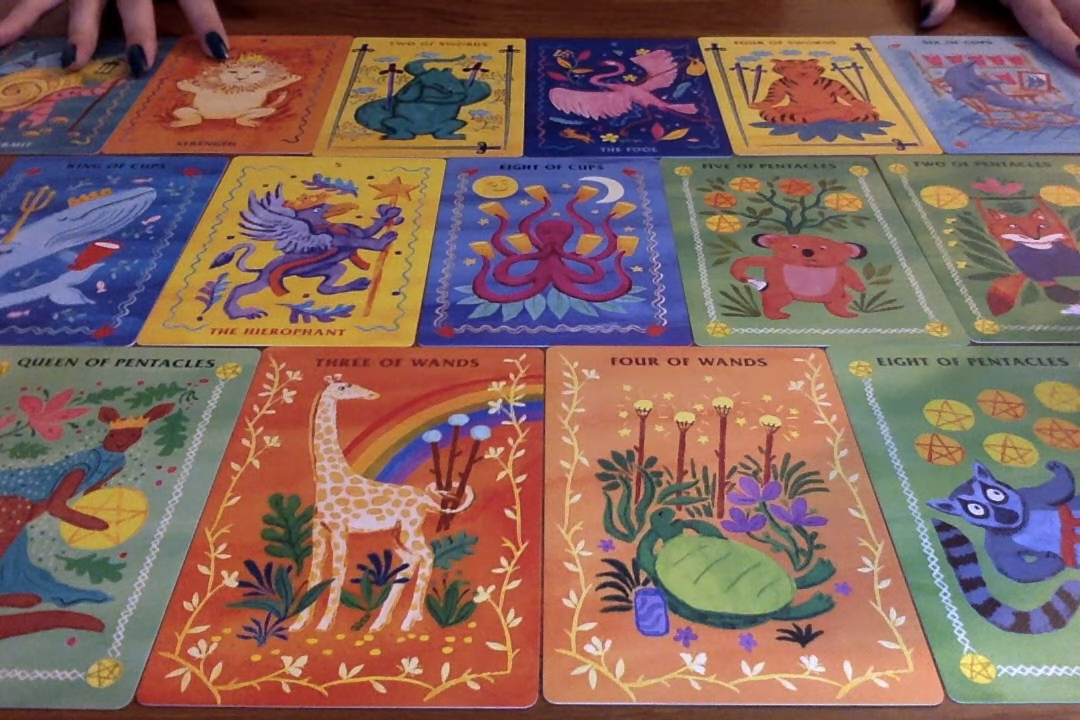 STRENGTH
TWO OF SWORDS
THE FOOL
FOUR OF SWORDS
SIX OF CUPS
KING OF CUPS
5
THE HIEROPHANT
EIGHT OF CUPS
FIVE OF PENTACLES
TWO OF PENTACLES
QUEEN OF PENTACLES
THREE OF WANDS
FOUR OF WANDS
EIGHT OF PENTACLES